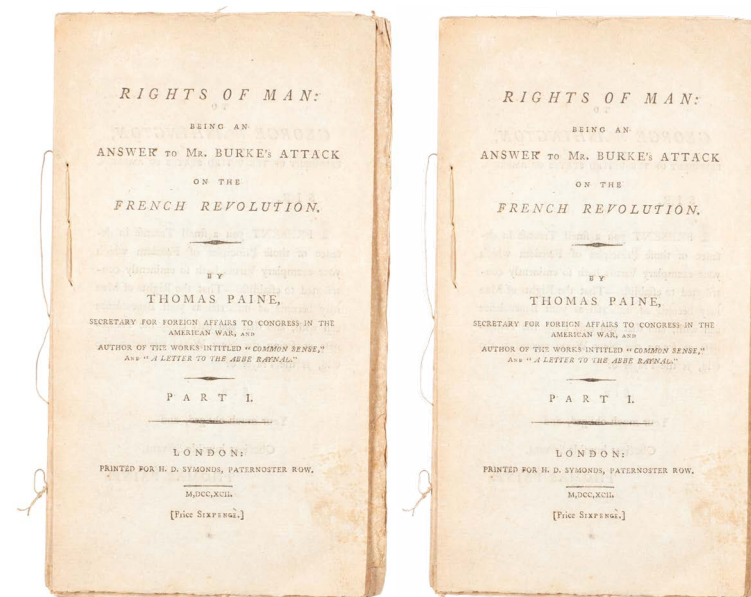 RIGHTS OF MAN:
BEING AN
ANSWER TO MR. BURKE'S ATTACK
ON THE
FRENCH REVOLUTION.
BY
THOMAS PAINE,
SECRETARY FOR FOREIGN AFFAIRS TO CONGRESS IN THE
AMERICAN WAR, AND
AUTHOR OF THE WORKS INTITLED "COMMON SENSE,"
AND "A LETTER TO THE ABBE RAYNAL."
PART I.
LONDON:
PRINTED FOR H. D. SYMONDS, PATERNOSTER ROW.
M,DCC,XCII.
[Price SIXPENCE.]
RIGHTS OF MAN:
BEING AN
ANSWER TO MR. BURKE'S ATTACK
ON THE
FRENCH REVOLUTION.
BY
THOMAS PAINE,
SECRETARY FOR FOREIGN AFFAIRS TO CONGRESS IN THE
AMERICAN WAR, AND
AUTHOR OF THE WORKS INTITLED "COMMON SENSE,"
AND "A LETTER TO THE ABBE RAYNAL."
PART I.
LONDON:
PRINTED FOR H. D. SYMONDS, PATERNOSTER ROW.
M,DCC,XCII.
[Price SIXPENCE.]